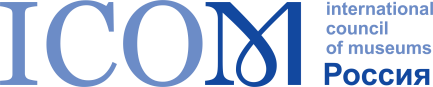 ICOM
international
council
of museums
Россия